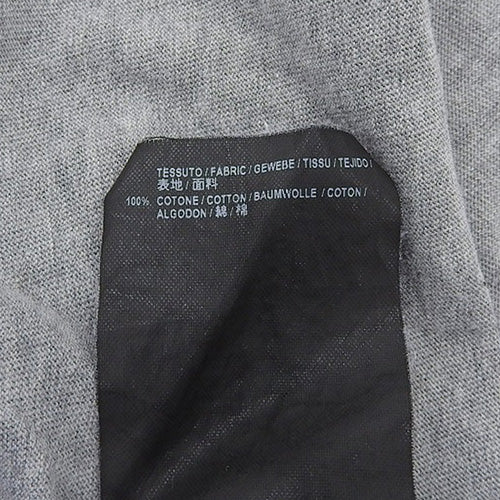 TESSUTO / FABRIC / GEWEBE / TISSU / TEJIDO /
表地 / 面料
100%. COTONE / COTTON / BAUMWOLLE / COTON /
ALGODON / 綿 / 棉